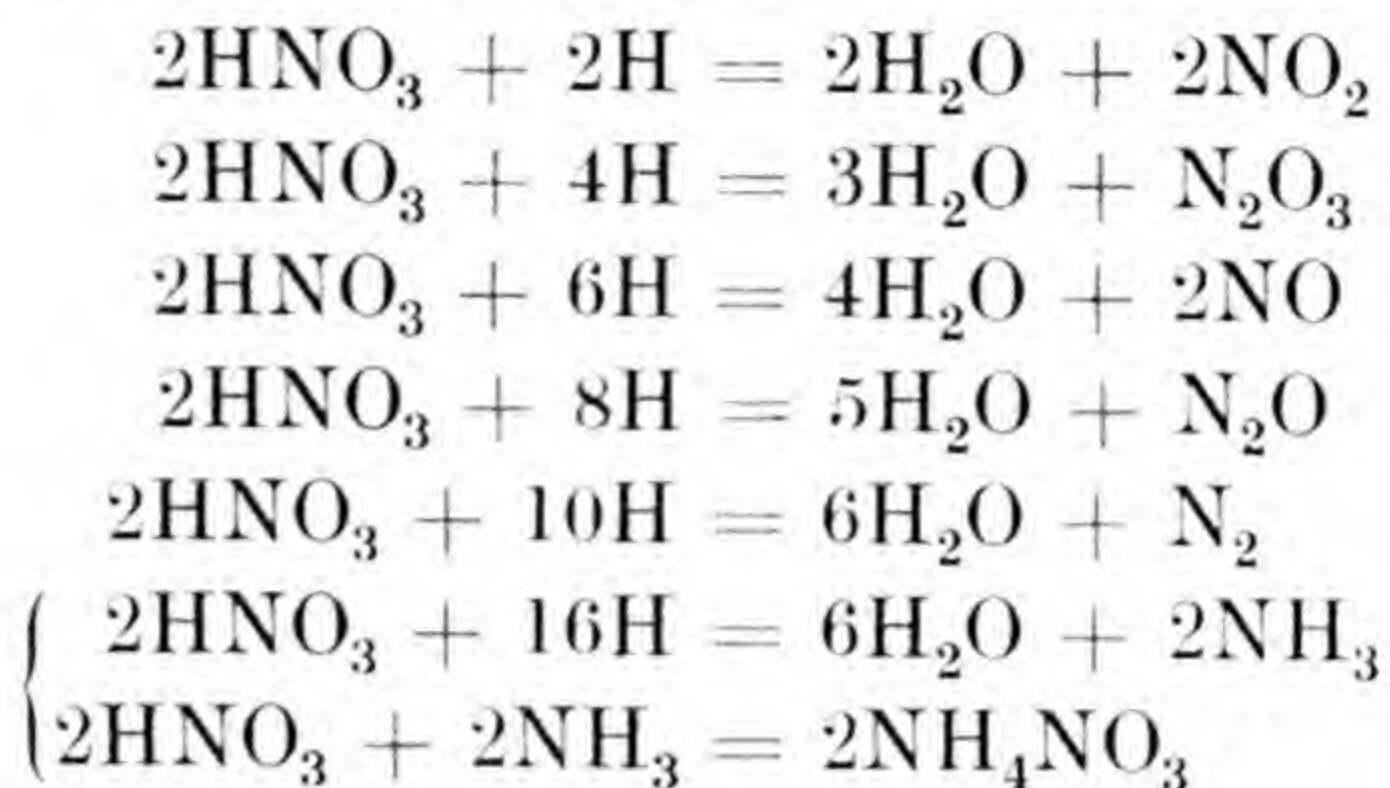 2HNO₃ + 2H = 2H₂O + 2NO₂
2HNO₃ + 4H = 3H₂O + N₂O₃
2HNO₃ + 6H = 4H₂O + 2NO
2HNO₃ + 8H = 5H₂O + N₂O
2HNO₃ + 10H = 6H₂O + N₂
2HNO₃ + 16H = 6H₂O + 2NH₃
2HNO₃ + 2NH₃ = 2NH₄NO₃